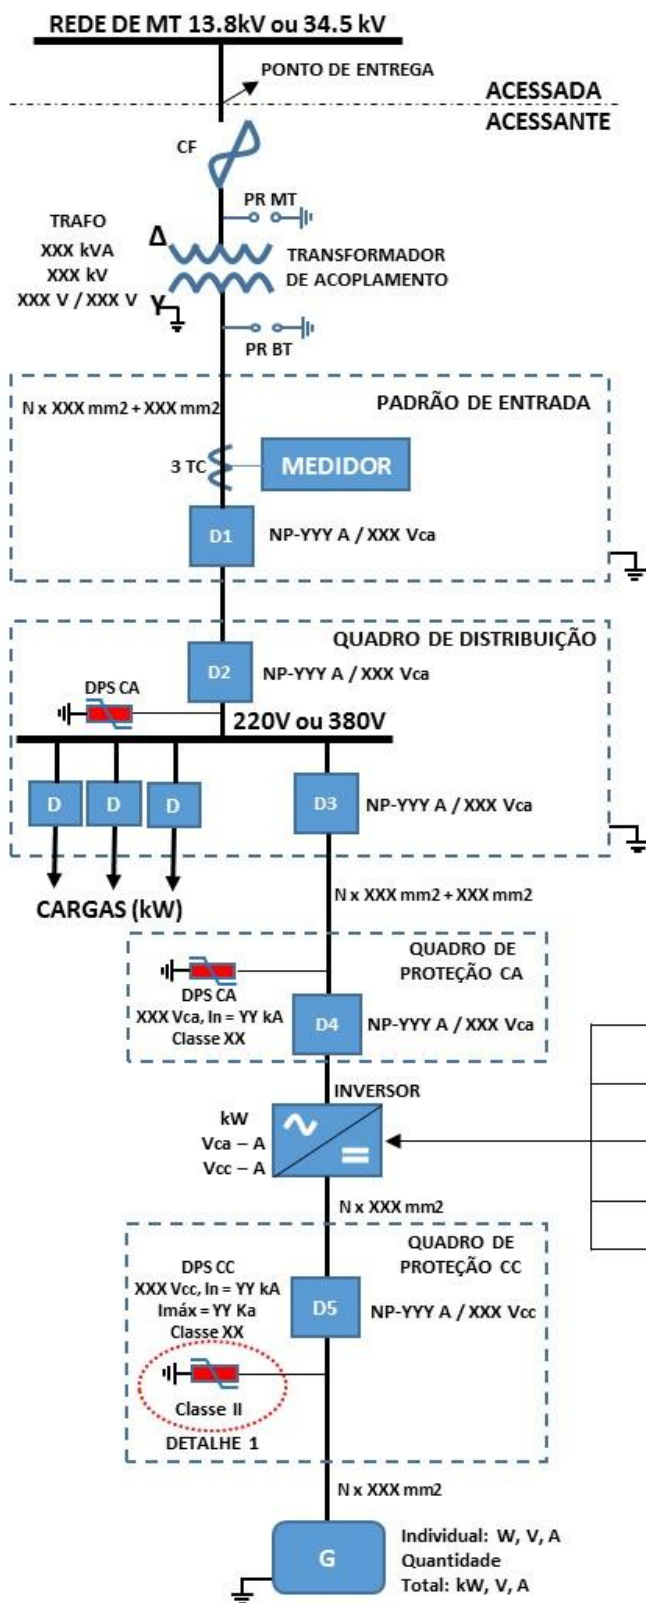 REDE DE MT 13.8kV ou 34.5 kV
PONTO DE ENTREGA
ACESSADA
ACESSANTE
CF
PR MT
TRAFO
XXX kVA
XXX kV
XXX V / XXX V
Δ
Y
TRANSFORMADOR
DE ACOPLAMENTO
PR BT
PADRÃO DE ENTRADA
N x XXX mm2 + XXX mm2
3 TC
MEDIDOR
D1
NP-YYY A / XXX Vca
QUADRO DE DISTRIBUIÇÃO
D2
NP-YYY A / XXX Vca
DPS CA
220V ou 380V
D
D
D
D3
NP-YYY A / XXX Vca
CARGAS (kW)
N x XXX mm2 + XXX mm2
QUADRO DE
PROTEÇÃO CA
DPS CA
XXX Vca, In = YY kA
Classe XX
D4
NP-YYY A / XXX Vca
INVERSOR
kW
Vca – A
Vcc – A
N x XXX mm2
QUADRO DE
PROTEÇÃO CC
DPS CC
XXX Vcc, In = YY kA
Imáx = YY Ka
Classe XX
D5
NP-YYY A / XXX Vcc
Classe II
DETALHE 1
N x XXX mm2
G
Individual: W, V, A
Quantidade
Total: kW, V, A